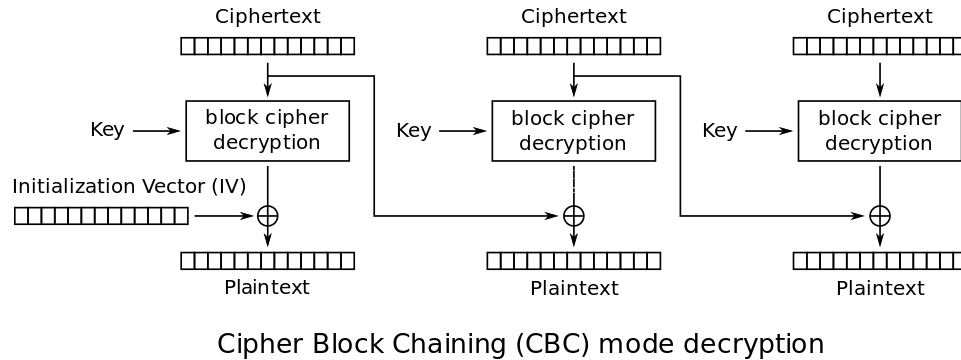 Ciphertext
Ciphertext
Ciphertext
Key
block cipher
decryption
Key
block cipher
decryption
Key
block cipher
decryption
Initialization Vector (IV)
Plaintext
Plaintext
Plaintext
Cipher Block Chaining (CBC) mode decryption